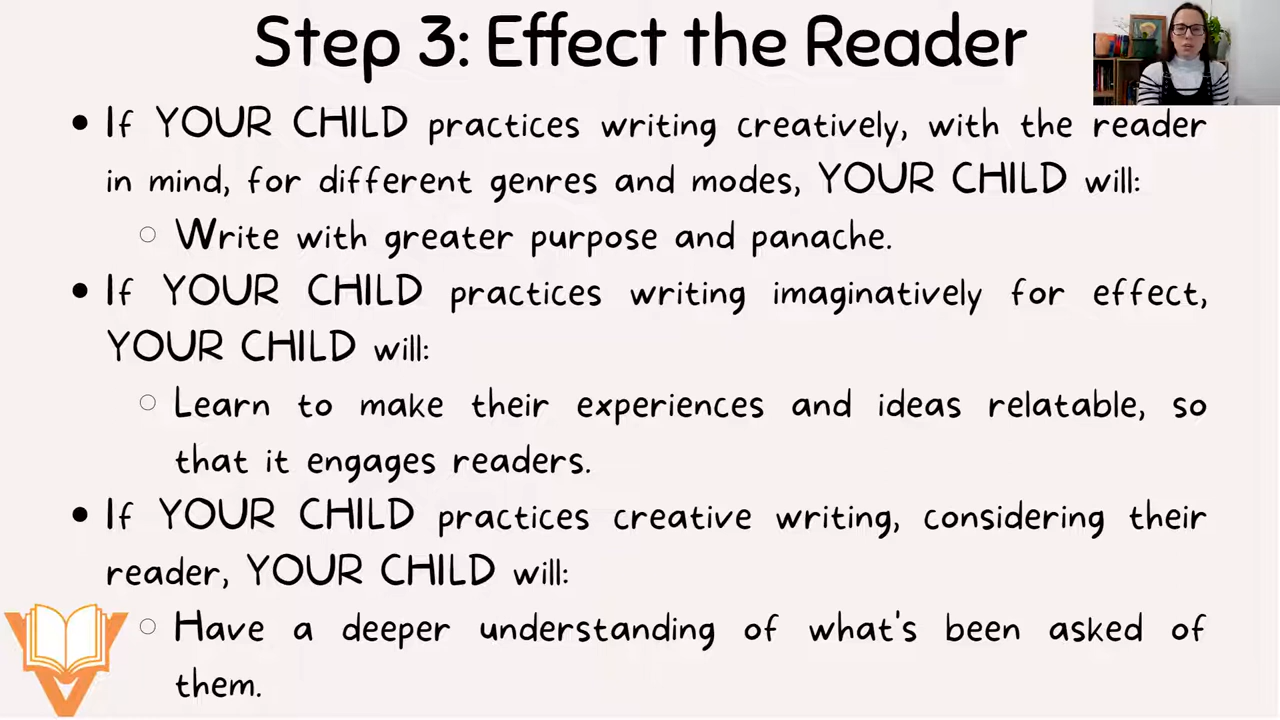 Step 3: Effect the Reader
If YOUR CHILD practices writing creatively, with the reader
in mind, for different genres and modes, YOUR CHILD will:
Write with greater purpose and panache.
If YOUR CHILD practices writing imaginatively for effect,
YOUR CHILD will:
Learn to make their experiences and ideas relatable, so
that it engages readers.
If YOUR CHILD practices creative writing, considering their
reader, YOUR CHILD will:
Have a deeper understanding of what's been asked of
them.